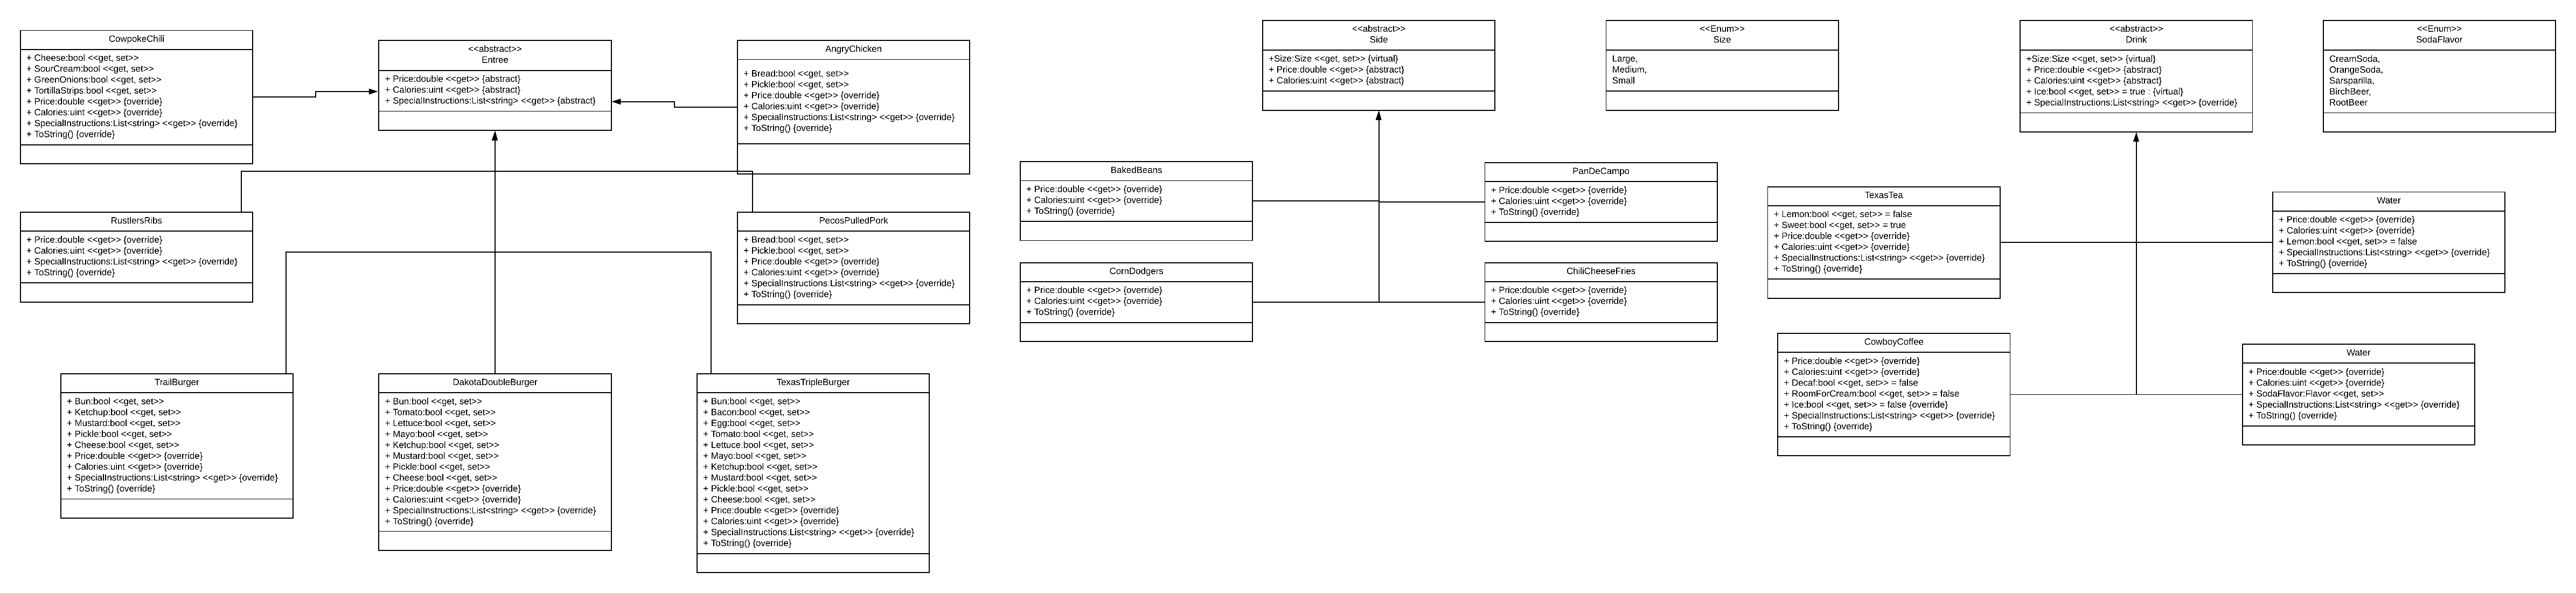 CowpokeChili
+ Cheese:bool <<get, set>>
+ SourCream:bool <<get, set>>
+ GreenOnions:bool <<get, set>>
+ TortillaStrips:bool <<get, set>>
+ Price:double <<get>> {override}
+ Calories:uint <<get>> {override}
+ SpecialInstructions:List<string> <<get>> {override}
+ ToString() {override}
<<abstract>>
Entree
+ Price:double <<get>> {abstract}
+ Calories:uint <<get>> {abstract}
+ SpecialInstructions:List<string> <<get>> {abstract}
AngryChicken
+ Bread:bool <<get, set>>
+ Pickle:bool <<get, set>>
+ Price:double <<get>> {override}
+ Calories:uint <<get>> {override}
+ SpecialInstructions:List<string> <<get>> {override}
+ ToString() {override}
RustlersRibs
+ Price:double <<get>> {override}
+ Calories:uint <<get>> {override}
+ SpecialInstructions:List<string> <<get>> {override}
+ ToString() {override}
PecosPulledPork
+ Bread:bool <<get, set>>
+ Pickle:bool <<get, set>>
+ Price:double <<get>> {override}
+ Calories:uint <<get>> {override}
+ SpecialInstructions:List<string> <<get>> {override}
+ ToString() {override}
TrailBurger
+ Bun:bool <<get, set>>
+ Ketchup:bool <<get, set>>
+ Mustard:bool <<get, set>>
+ Pickle:bool <<get, set>>
+ Cheese:bool <<get, set>>
+ Price:double <<get>> {override}
+ Calories:uint <<get>> {override}
+ SpecialInstructions:List<string> <<get>> {override}
+ ToString() {override}
DakotaDoubleBurger
+ Bun:bool <<get, set>>
+ Tomato:bool <<get, set>>
+ Lettuce:bool <<get, set>>
+ Mayo:bool <<get, set>>
+ Ketchup:bool <<get, set>>
+ Mustard:bool <<get, set>>
+ Pickle:bool <<get, set>>
+ Cheese:bool <<get, set>>
+ Price:double <<get>> {override}
+ Calories:uint <<get>> {override}
+ SpecialInstructions:List<string> <<get>> {override}
+ ToString() {override}
TexasTripleBurger
+ Bun:bool <<get, set>>
+ Bacon:bool <<get, set>>
+ Egg:bool <<get, set>>
+ Tomato:bool <<get, set>>
+ Lettuce:bool <<get, set>>
+ Mayo:bool <<get, set>>
+ Ketchup:bool <<get, set>>
+ Mustard:bool <<get, set>>
+ Pickle:bool <<get, set>>
+ Cheese:bool <<get, set>>
+ Price:double <<get>> {override}
+ Calories:uint <<get>> {override}
+ SpecialInstructions:List<string> <<get>> {override}
+ ToString() {override}
<<abstract>>
Side
+Size:Size <<get, set>> {virtual}
+ Price:double <<get>> {abstract}
+ Calories:uint <<get>> {abstract}
<<Enum>>
Size
Large,
Medium,
Small
BakedBeans
+ Price:double <<get>> {override}
+ Calories:uint <<get>> {override}
+ ToString() {override}
PanDeCampo
+ Price:double <<get>> {override}
+ Calories:uint <<get>> {override}
+ ToString() {override}
CornDodgers
+ Price:double <<get>> {override}
+ Calories:uint <<get>> {override}
+ ToString() {override}
ChiliCheeseFries
+ Price:double <<get>> {override}
+ Calories:uint <<get>> {override}
+ ToString() {override}
<<abstract>>
Drink
+Size:Size <<get, set>> {virtual}
+ Price:double <<get>> {abstract}
+ Calories:uint <<get>> {abstract}
+ Ice:bool <<get, set>> = true : {virtual}
+ SpecialInstructions:List<string> <<get>> {override}
<<Enum>>
SodaFlavor
CreamSoda,
OrangeSoda,
Sarsparilla,
BirchBeer,
RootBeer
TexasTea
+ Lemon:bool <<get, set>> = false
+ Sweet:bool <<get, set>> = true
+ Price:double <<get>> {override}
+ Calories:uint <<get>> {override}
+ SpecialInstructions:List<string> <<get>> {override}
+ ToString() {override}
Water
+ Price:double <<get>> {override}
+ Calories:uint <<get>> {override}
+ Lemon:bool <<get, set>> = false
+ SpecialInstructions:List<string> <<get>> {override}
+ ToString() {override}
CowboyCoffee
+ Price:double <<get>> {override}
+ Calories:uint <<get>> {override}
+ Decaf:bool <<get, set>> = false
+ RoomForCream:bool <<get, set>> = false
+ Ice:bool <<get, set>> = false {override}
+ SpecialInstructions:List<string> <<get>> {override}
+ ToString() {override}
Water
+ Price:double <<get>> {override}
+ Calories:uint <<get>> {override}
+ SodaFlavor:Flavor <<get, set>>
+ SpecialInstructions:List<string> <<get>> {override}
+ ToString() {override}